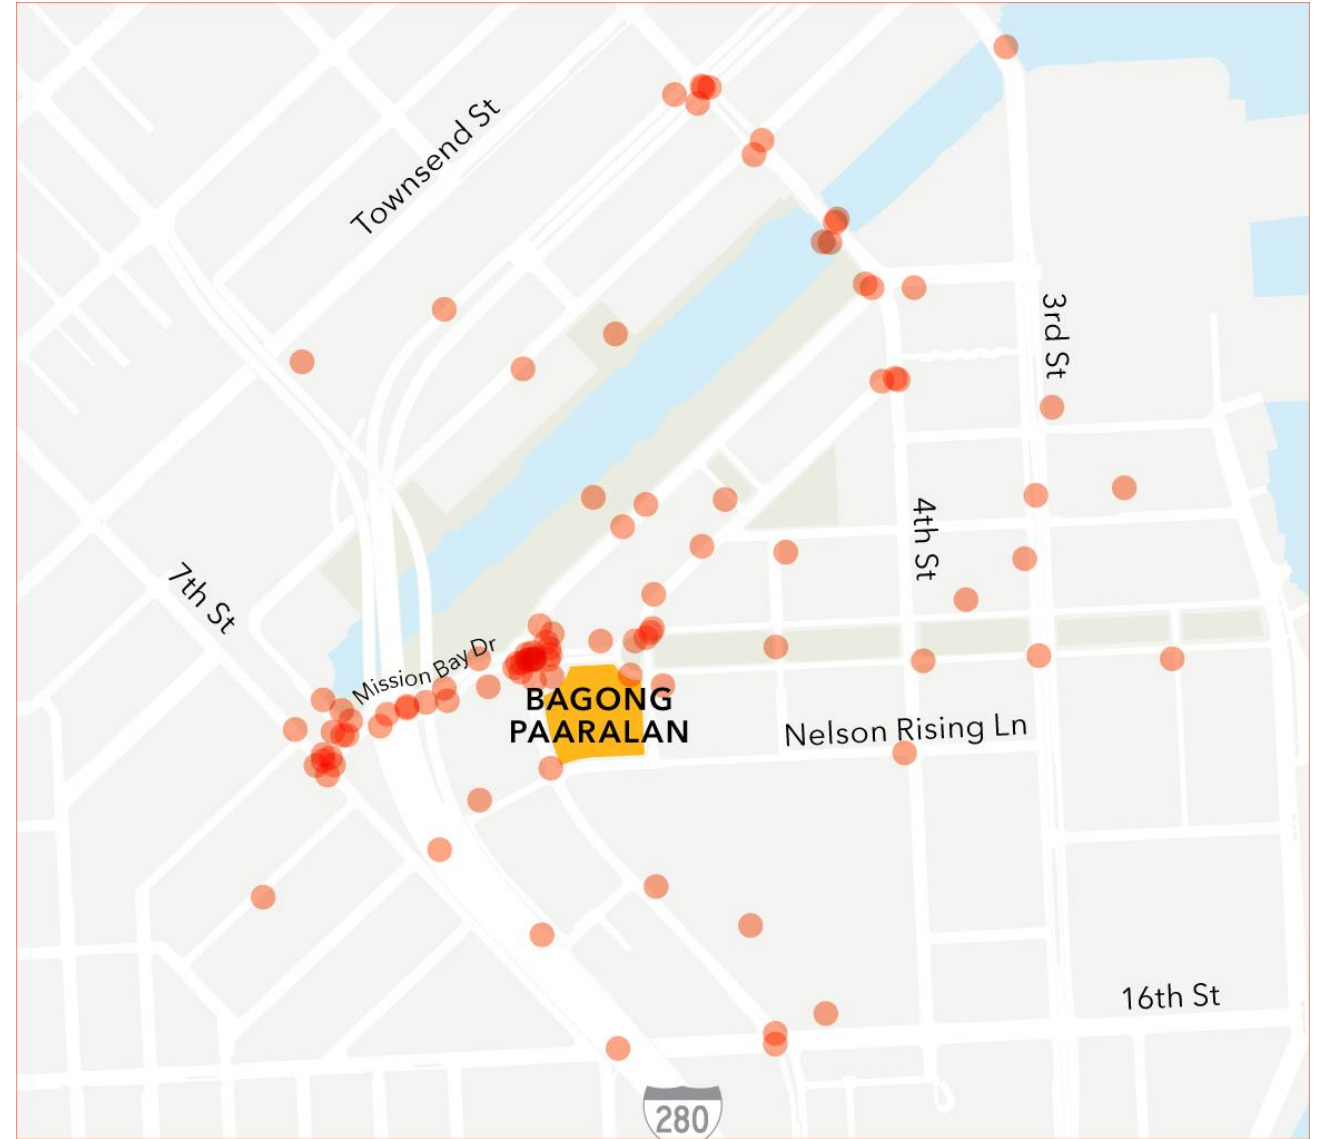 Townsend St
3rd St
4th St
7th St
Mission Bay Dr
BAGONG
PAARALAN
Nelson Rising Ln
16th St
280